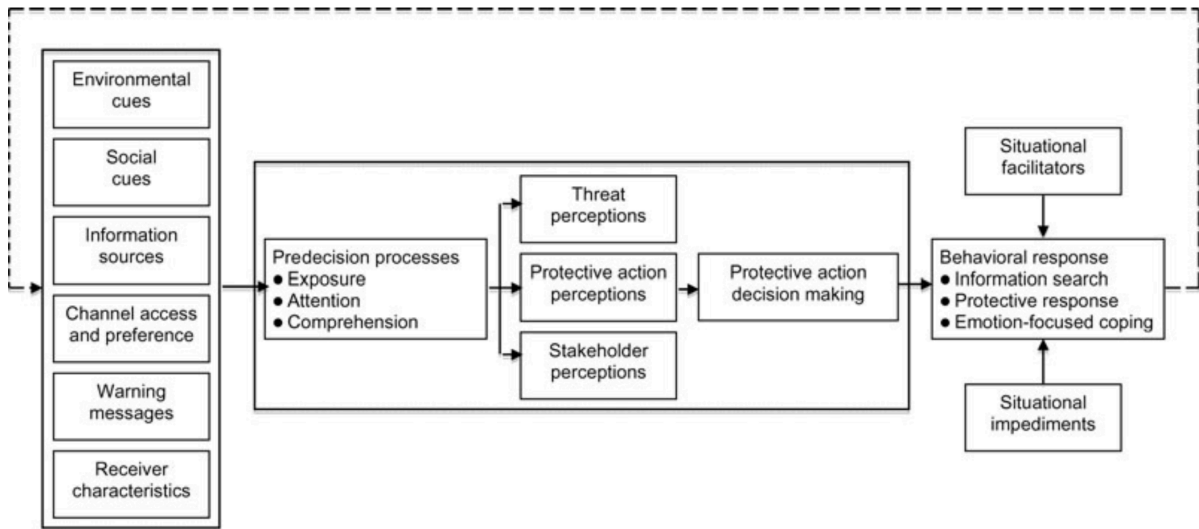 Environmental
cues
Social
cues
Information
sources
Channel access
and preference
Warning
messages
Receiver
characteristics
Predecision processes
● Exposure
● Attention
● Comprehension
Threat
perceptions
Protective action
perceptions
Stakeholder
perceptions
Protective action
decision making
Situational
facilitators
Behavioral response
● Information search
● Protective response
● Emotion-focused coping
Situational
impediments